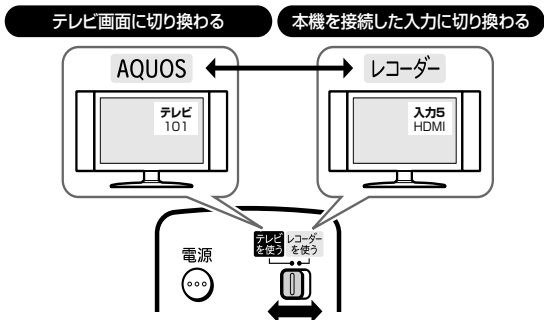 テレビ画面に切り換わる
本機を接続した入力に切り換わる
AQUOS
レコーダー
テレビ
101
入力5
HDMI
テレビ
を使う
レコーダー
を使う
電源